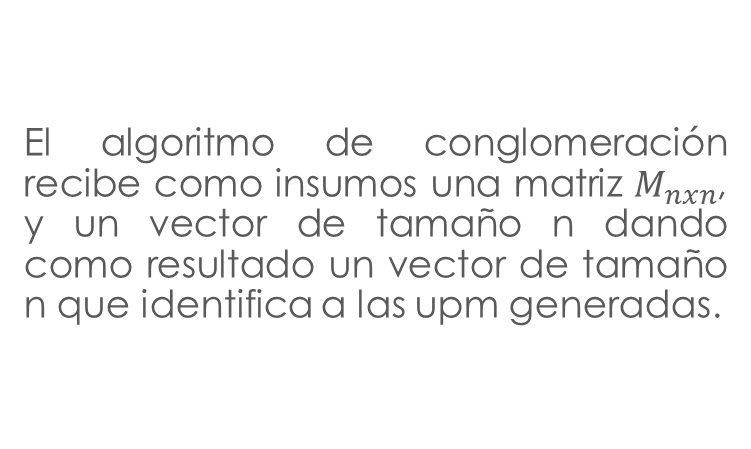 El algoritmo de conglomeración
recibe como insumos una matriz $M_{nxn}$,
y un vector de tamaño n dando
como resultado un vector de tamaño
n que identifica a las upm generadas.